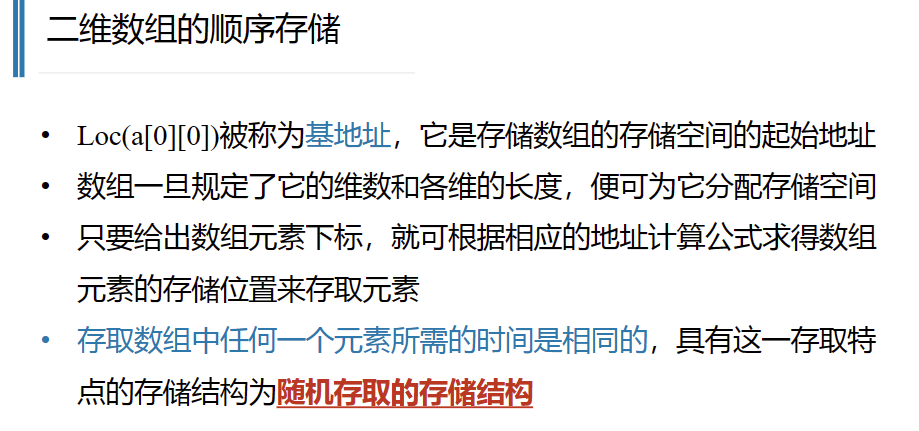 二维数组的顺序存储
• Loc(a[0][0])被称为基地址，它是存储数组的存储空间的起始地址
• 数组一旦规定了它的维数和各维的长度，便可为它分配存储空间
• 只要给出数组元素下标，就可根据相应的地址计算公式求得数组
元素的存储位置来存取元素
• 存取数组中任何一个元素所需的时间是相同的，具有这一存取特
点的存储结构为随机存取的存储结构